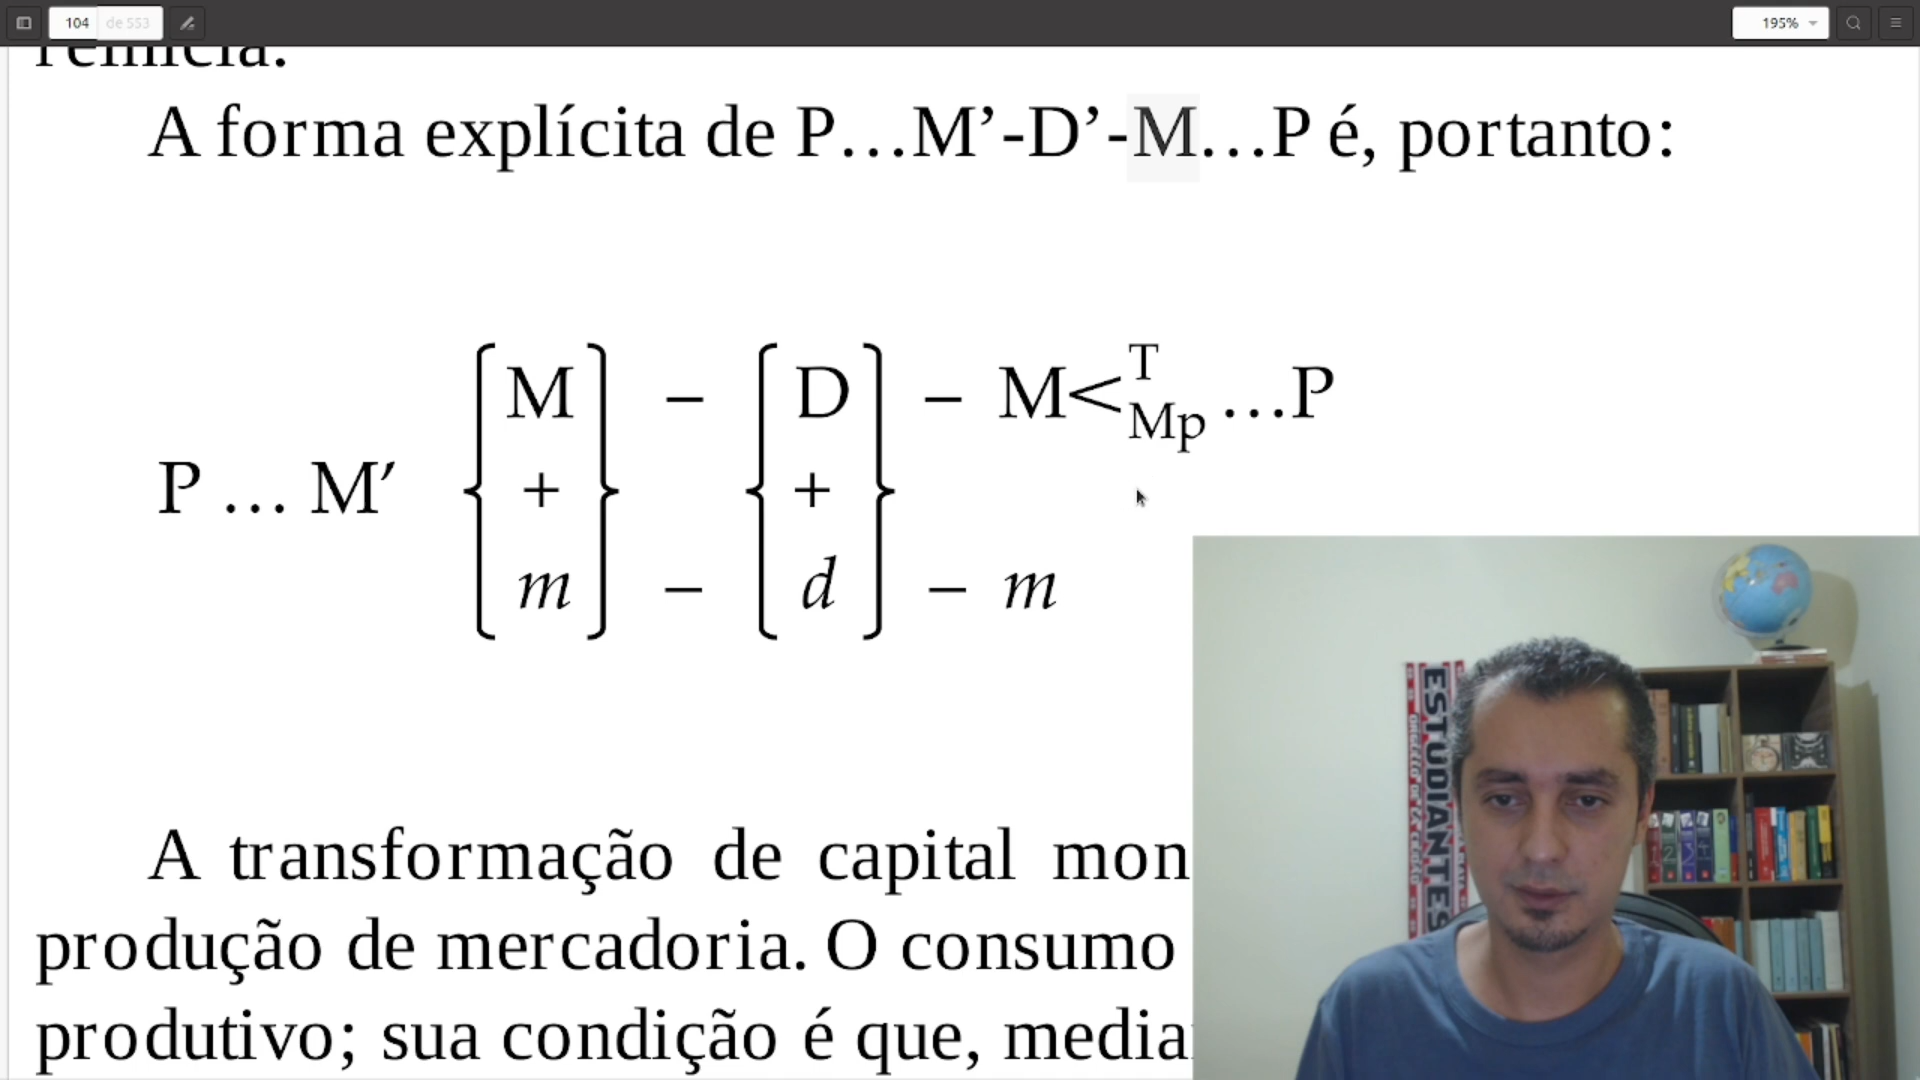 104 de 553
195%
reinicia.
A forma explícita de P…M’-D’-M…P é, portanto:
M – D – M< T Mp …P
P … M′ + +
m – d – m
A transformação de capital mon
produção de mercadoria. O consumo
produtivo; sua condição é que, media
ESTUDIANTES